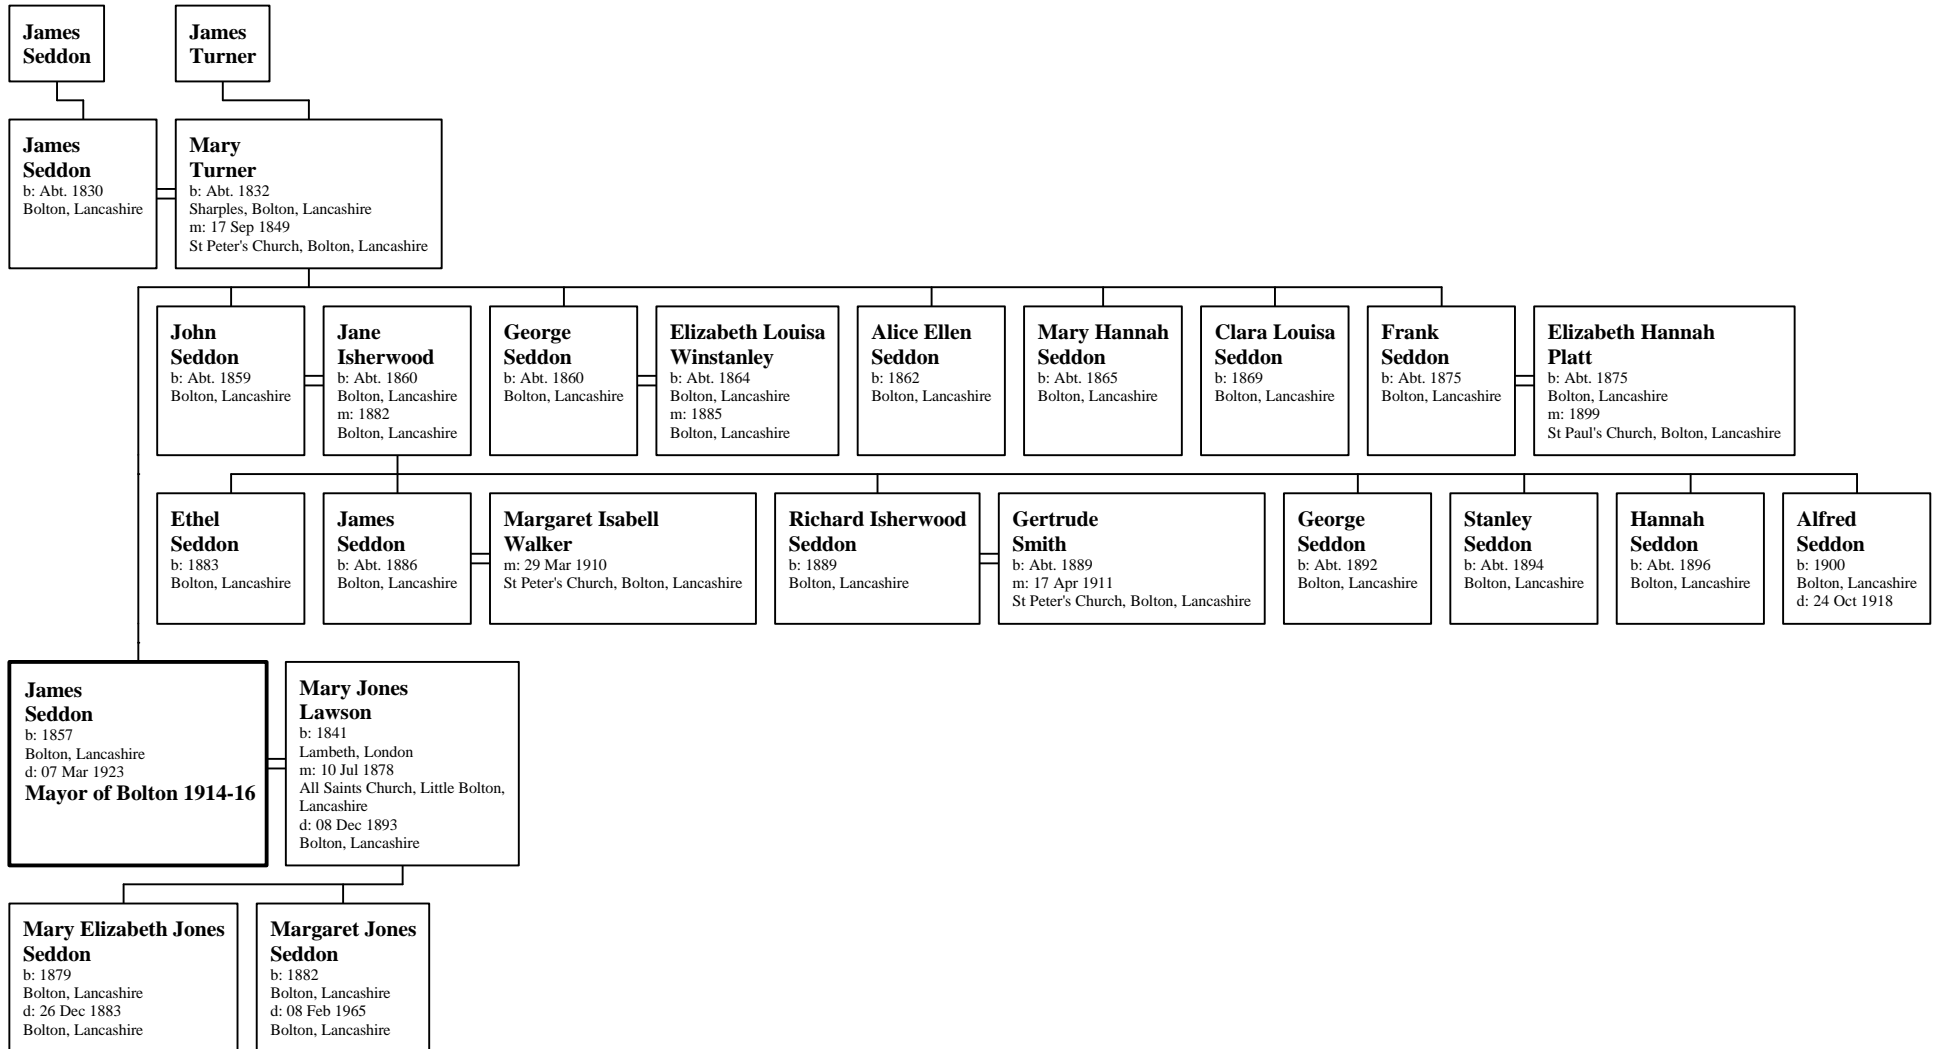 James
Seddon
James
Turner
James
Seddon
b: Abt. 1830
Bolton, Lancashire
Mary
Turner
b: Abt. 1832
Sharples, Bolton, Lancashire
m: 17 Sep 1849
St Peter's Church, Bolton, Lancashire
John
Seddon
b: Abt. 1859
Bolton, Lancashire
Jane
Isherwood
b: Abt. 1860
Bolton, Lancashire
m: 1882
Bolton, Lancashire
George
Seddon
b: Abt. 1860
Bolton, Lancashire
Elizabeth Louisa
Winstanley
b: Abt. 1864
Bolton, Lancashire
m: 1885
Bolton, Lancashire
Alice Ellen
Seddon
b: 1862
Bolton, Lancashire
Mary Hannah
Seddon
b: Abt. 1865
Bolton, Lancashire
Clara Louisa
Seddon
b: 1869
Bolton, Lancashire
Frank
Seddon
b: Abt. 1875
Bolton, Lancashire
Elizabeth Hannah
Platt
b: Abt. 1875
Bolton, Lancashire
m: 1899
St Paul's Church, Bolton, Lancashire
Ethel
Seddon
b: 1883
Bolton, Lancashire
James
Seddon
b: Abt. 1886
Bolton, Lancashire
Margaret Isabell
Walker
m: 29 Mar 1910
St Peter's Church, Bolton, Lancashire
Richard Isherwood
Seddon
b: 1889
Bolton, Lancashire
Gertrude
Smith
b: Abt. 1889
m: 17 Apr 1911
St Peter's Church, Bolton, Lancashire
George
Seddon
b: Abt. 1892
Bolton, Lancashire
Stanley
Seddon
b: Abt. 1894
Bolton, Lancashire
Hannah
Seddon
b: Abt. 1896
Bolton, Lancashire
Alfred
Seddon
b: 1900
Bolton, Lancashire
d: 24 Oct 1918
James
Seddon
b: 1857
Bolton, Lancashire
d: 07 Mar 1923
Mayor of Bolton 1914-16
Mary Jones
Lawson
b: 1841
Lambeth, London
m: 10 Jul 1878
All Saints Church, Little Bolton,
Lancashire
d: 08 Dec 1893
Bolton, Lancashire
Mary Elizabeth Jones
Seddon
b: 1879
Bolton, Lancashire
d: 26 Dec 1883
Bolton, Lancashire
Margaret Jones
Seddon
b: 1882
Bolton, Lancashire
d: 08 Feb 1965
Bolton, Lancashire